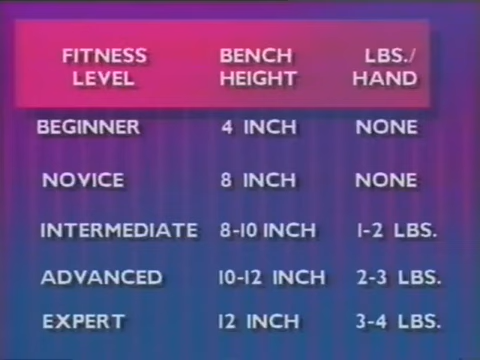 FITNESS LEVEL BENCH HEIGHT LBS./ HAND
BEGINNER 4 INCH NONE
NOVICE 8 INCH NONE
INTERMEDIATE 8-10 INCH 1-2 LBS.
ADVANCED 10-12 INCH 2-3 LBS.
EXPERT 12 INCH 3-4 LBS.